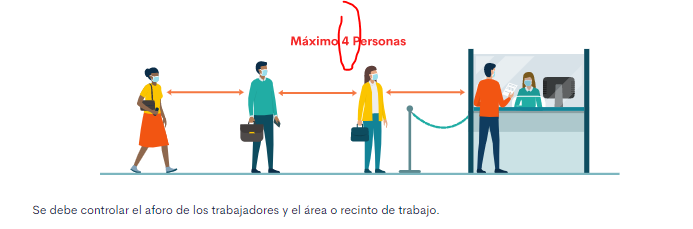 Máximo 4 Personas
Se debe controlar el aforo de los trabajadores y el área o recinto de trabajo.